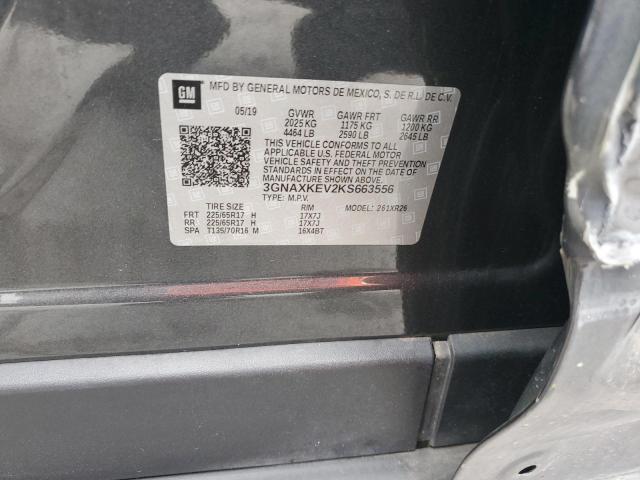 GM MFD BY GENERAL MOTORS DE MEXICO, S. DE R.L. DE C.V.
05/19 GVWR GAWR FRT GAWR RR
2025 KG 1175 KG 1200 KG
4464 LB 2590 LB 2645 LB
THIS VEHICLE CONFORMS TO ALL APPLICABLE
U.S. FEDERAL MOTOR
VEHICLE SAFETY AND THEFT PREVENTION
STANDARDS IN EFFECT ON THE DATE OF
MANUFACTURE SHOWN ABOVE.
3GNAXKEV2KS663556
TYPE: M.P.V.
TIRE SIZE RIM MODEL: 261XR26
FRT 225/65R17 H 17X7J
RR 225/65R17 H 17X7J
SPA T135/70R16 M 16X4BT